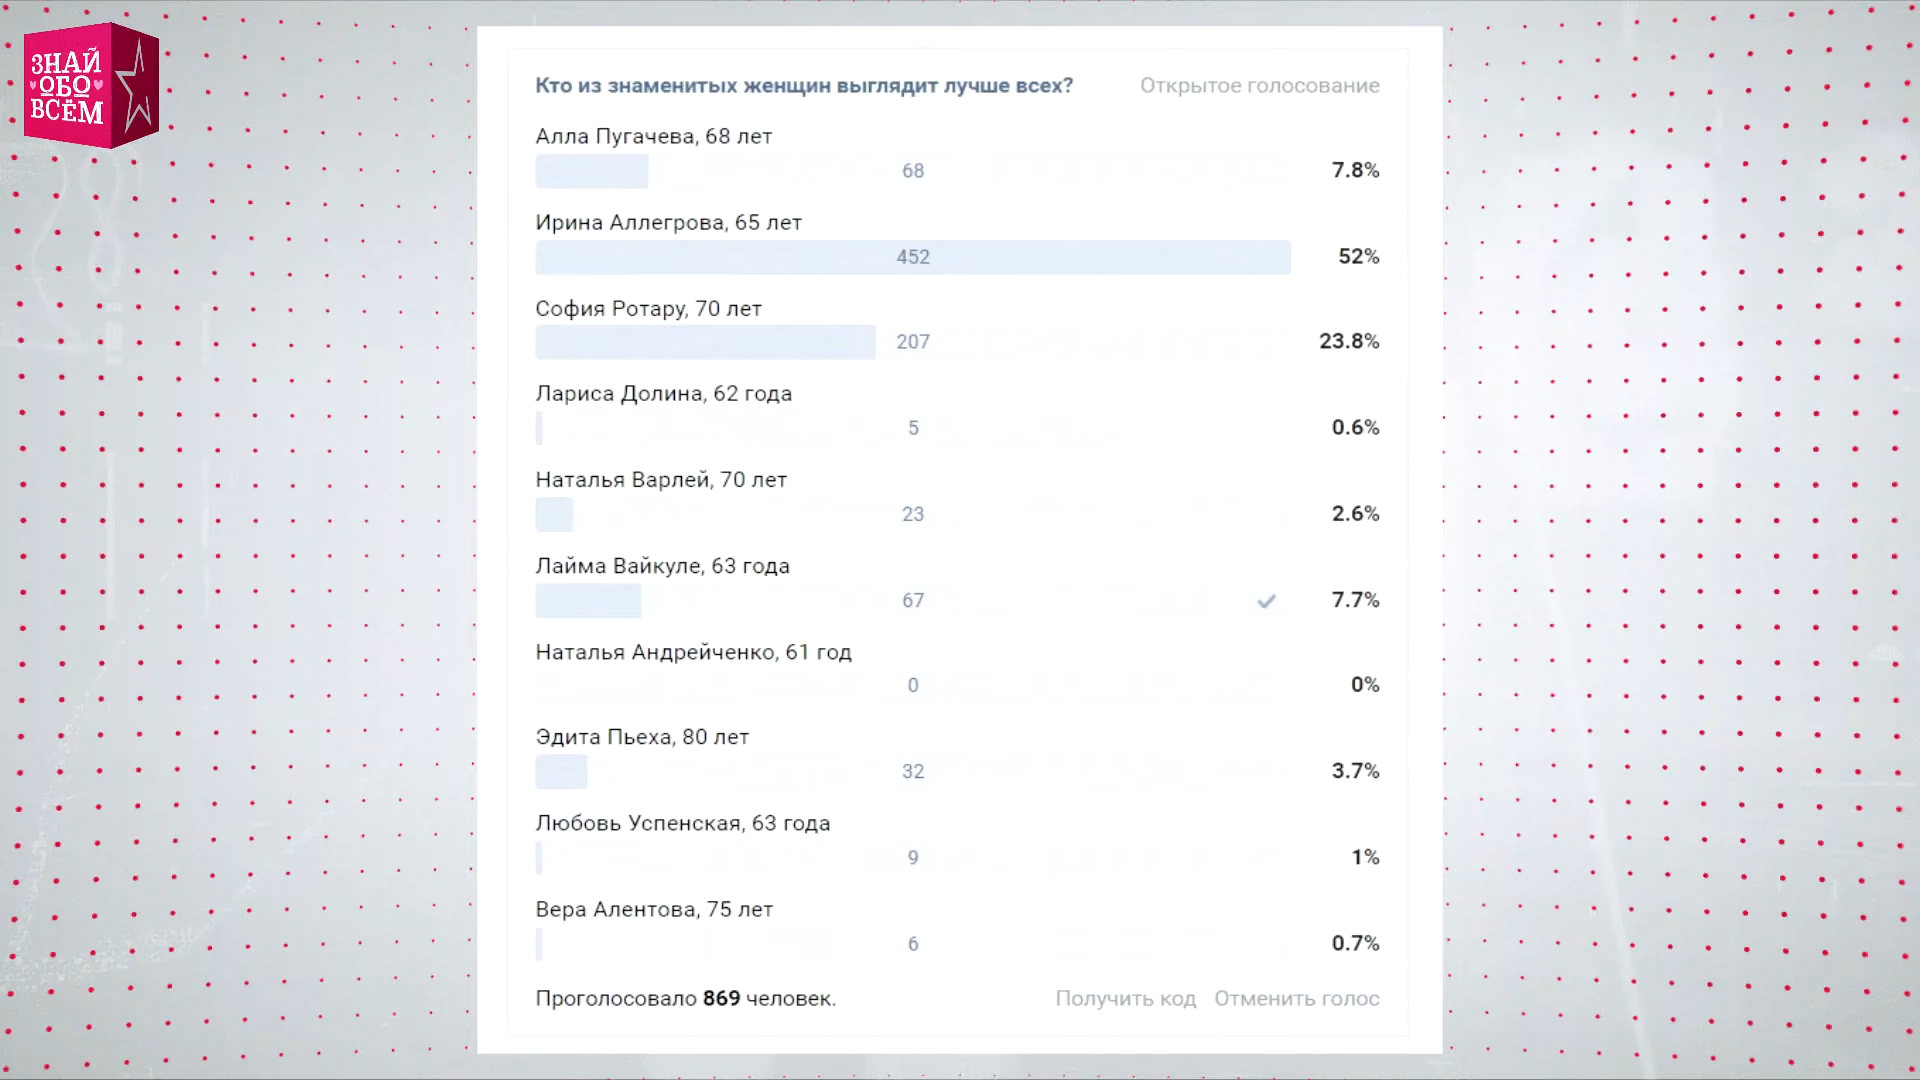 ЗНАЙ
ОБО
ВСЁМ
Кто из знаменитых женщин выглядит лучше всех? Открытое голосование
Алла Пугачева, 68 лет
68 7.8%
Ирина Аллегрова, 65 лет
452 52%
София Ротару, 70 лет
207 23.8%
Лариса Долина, 62 года
5 0.6%
Наталья Варлей, 70 лет
23 2.6%
Лайма Вайкуле, 63 года
67 7.7%
Наталья Андрейченко, 61 год
0 0%
Эдита Пьеха, 80 лет
32 3.7%
Любовь Успенская, 63 года
9 1%
Вера Алентова, 75 лет
6 0.7%
Проголосовало 869 человек. Получить код Отменить голос